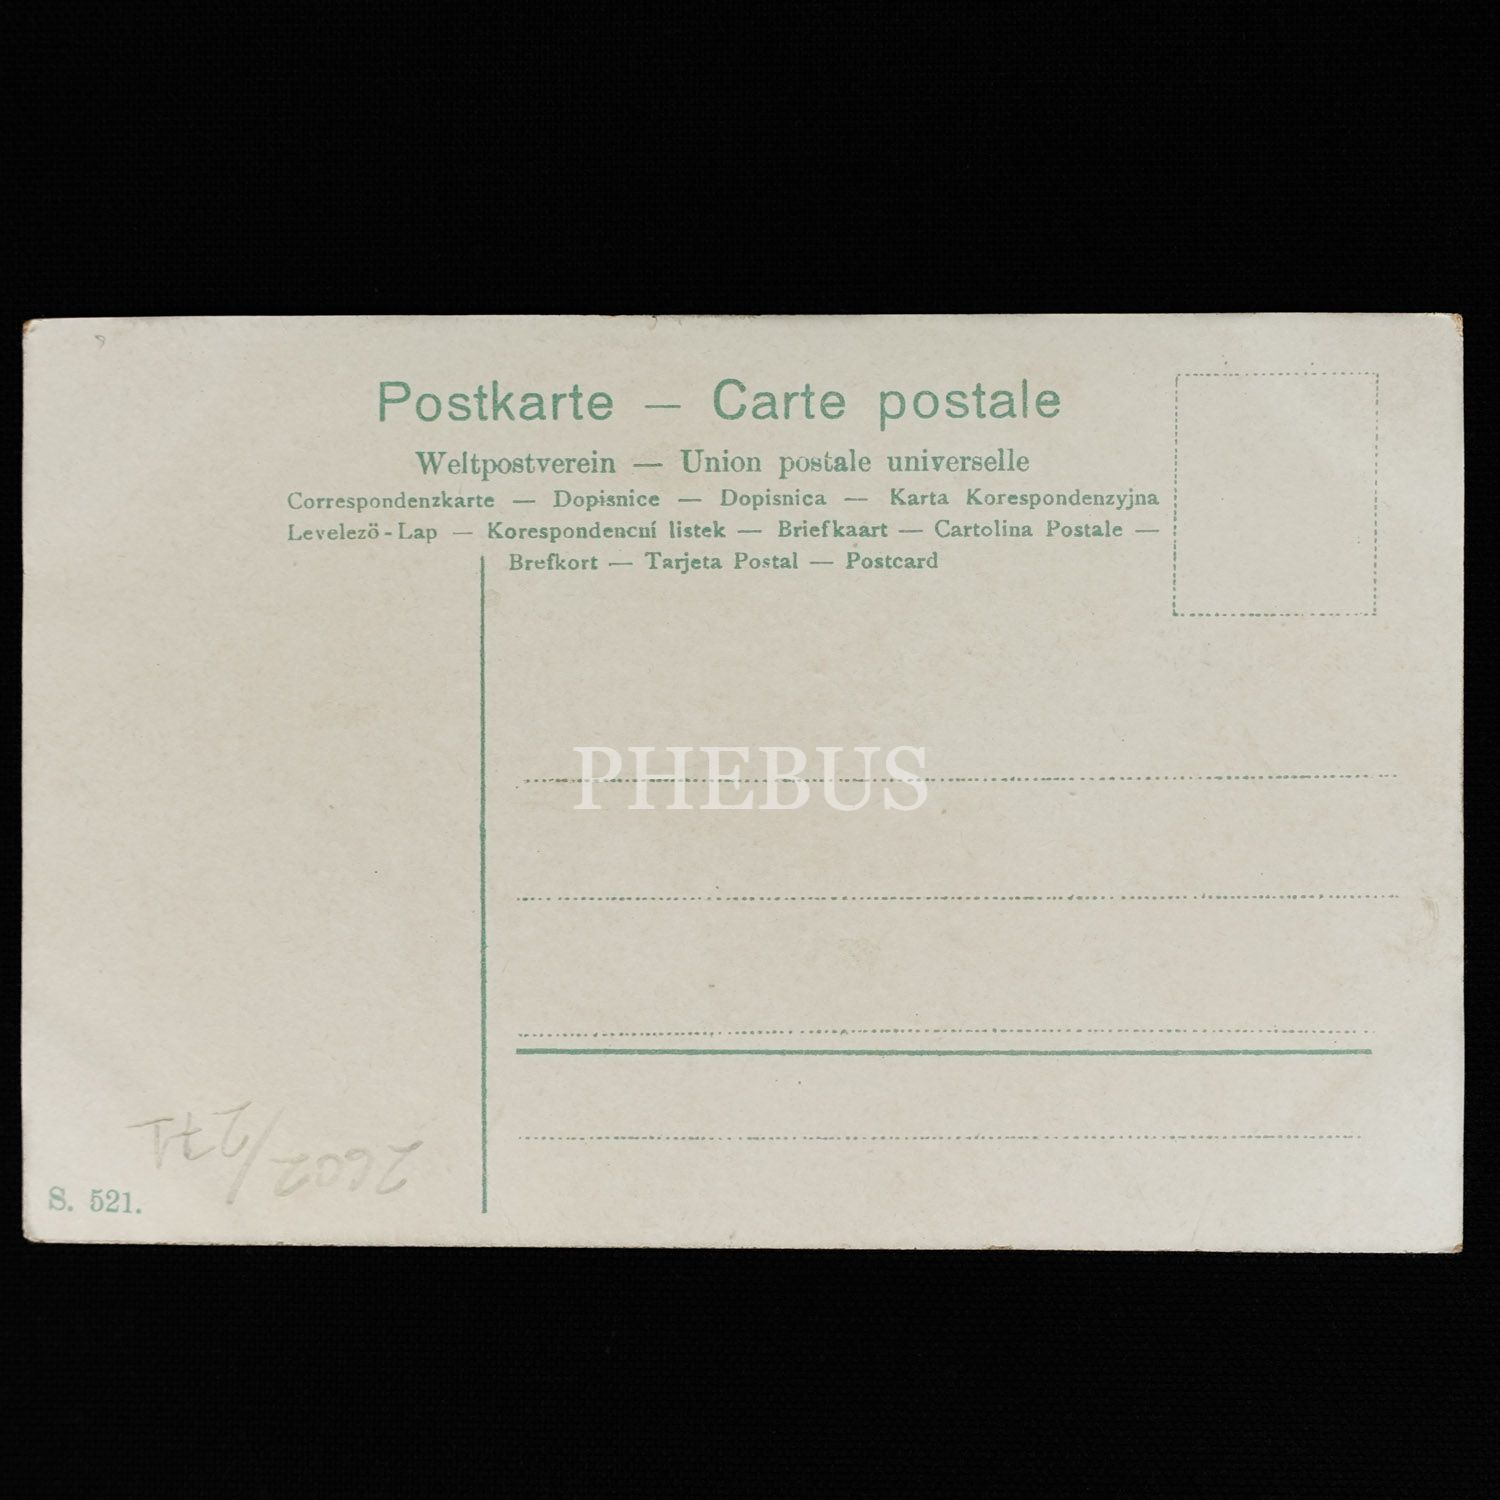 Postkarte – Carte postale
Weltpostverein — Union postale universelle
Correspondenzkarte — Dopisnice — Dopisnica — Karta Korespondenzyjna
Levelezö-Lap — Korespondencní listek — Briefkaart — Cartolina Postale —
Brefkort — Tarjeta Postal — Postcard
PHEBUS
2602/
S. 521.